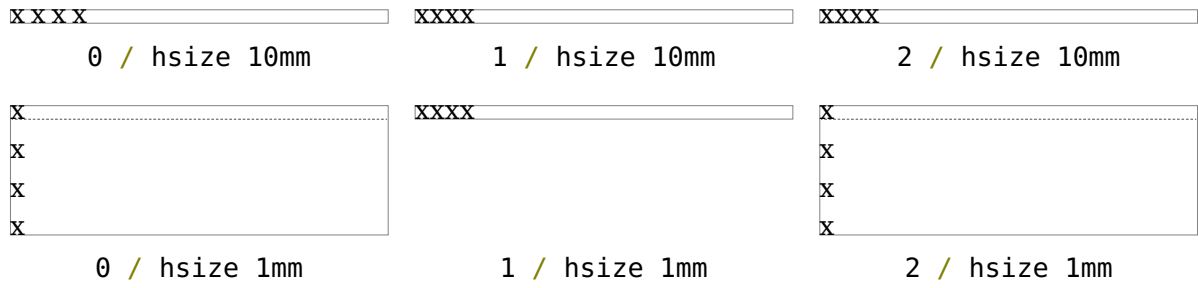 x x x x
xxxx
xxxx
0 / hsize 10mm
1 / hsize 10mm
2 / hsize 10mm
x
x
x
x
xxxx
x
x
x
x
0 / hsize 1mm
1 / hsize 1mm
2 / hsize 1mm